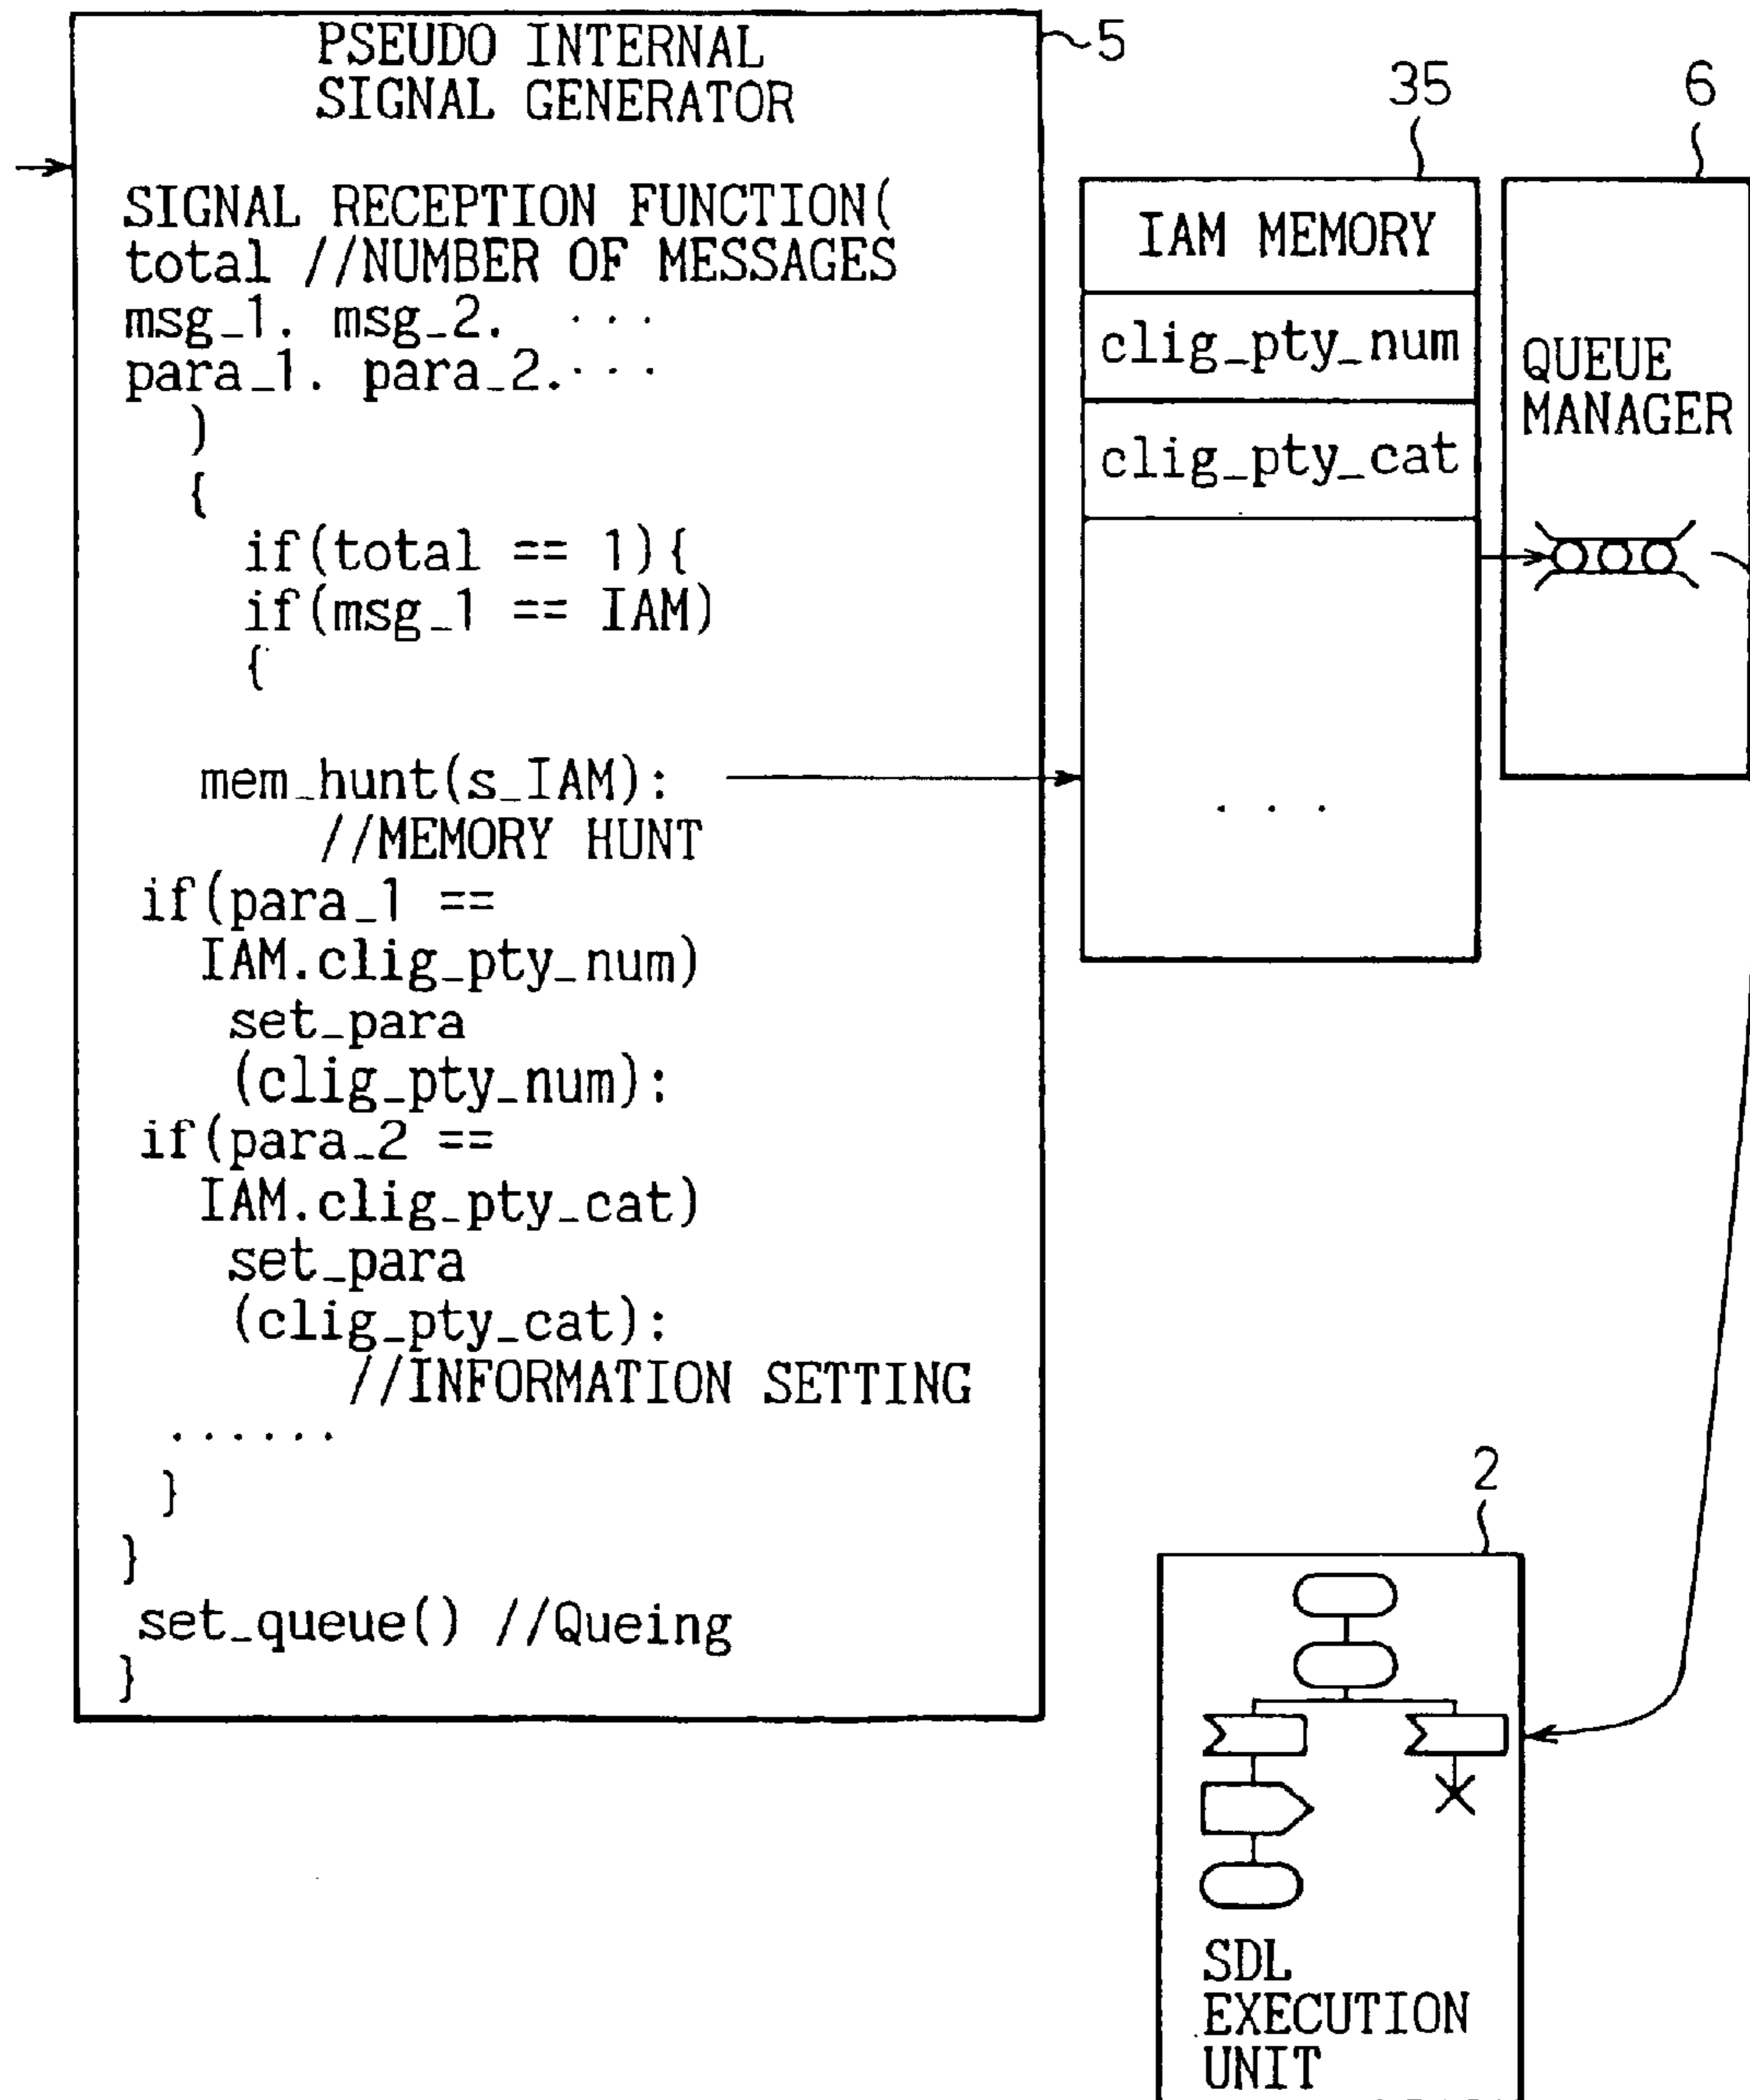 PSEUDO INTERNAL
SIGNAL GENERATOR
5
SIGNAL RECEPTION FUNCTION(
total //NUMBER OF MESSAGES
msg_1. msg_2. ...
para_1. para_2....
)
{
if(total == 1){
if(msg_1 == IAM)
{
mem_hunt(s_IAM):
//MEMORY HUNT
if(para_1 ==
IAM.clig_pty_num)
set_para
(clig_pty_num):
if(para_2 ==
IAM.clig_pty_cat)
set_para
(clig_pty_cat):
//INFORMATION SETTING
......
}
}
set_queue() //Queing
}
35
IAM MEMORY
clig_pty_num
clig_pty_cat
...
6
QUEUE
MANAGER
2
SDL
EXECUTION
UNIT